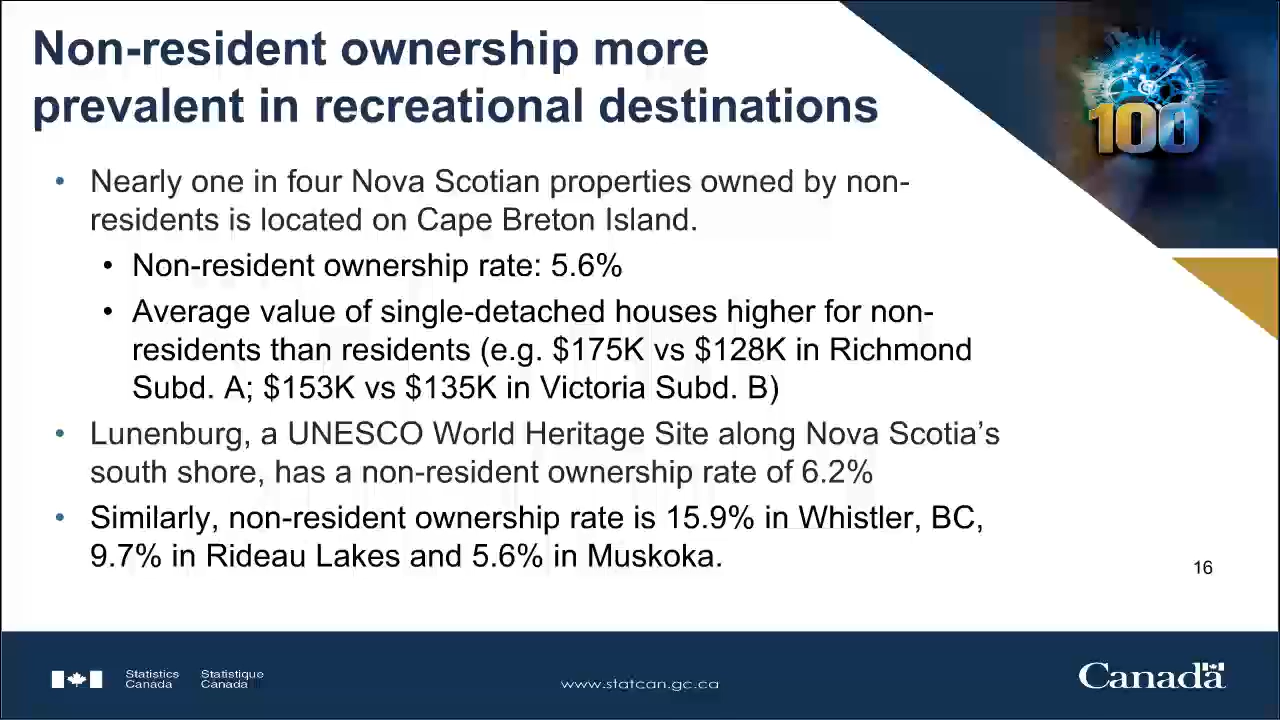 Non-resident ownership more
prevalent in recreational destinations
100
• Nearly one in four Nova Scotian properties owned by non-
residents is located on Cape Breton Island.
• Non-resident ownership rate: 5.6%
• Average value of single-detached houses higher for non-
residents than residents (e.g. $175K vs $128K in Richmond
Subd. A; $153K vs $135K in Victoria Subd. B)
• Lunenburg, a UNESCO World Heritage Site along Nova Scotia’s
south shore, has a non-resident ownership rate of 6.2%
• Similarly, non-resident ownership rate is 15.9% in Whistler, BC,
9.7% in Rideau Lakes and 5.6% in Muskoka.
16
Statistics Statistique
Canada Canada
www.statcan.gc.ca
Canada